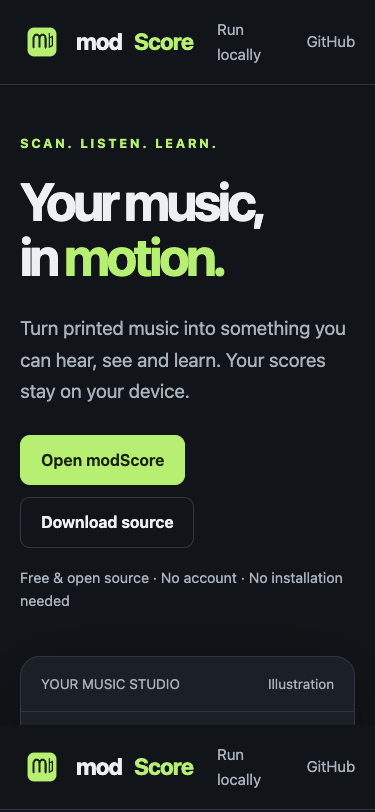 mod Score
Run
locally
GitHub
SCAN. LISTEN. LEARN.
Your music,
in motion.
Turn printed music into something you
can hear, see and learn. Your scores
stay on your device.
Open modScore
Download source
Free & open source · No account · No installation
needed
YOUR MUSIC STUDIO Illustration
mod Score
Run
locally
GitHub